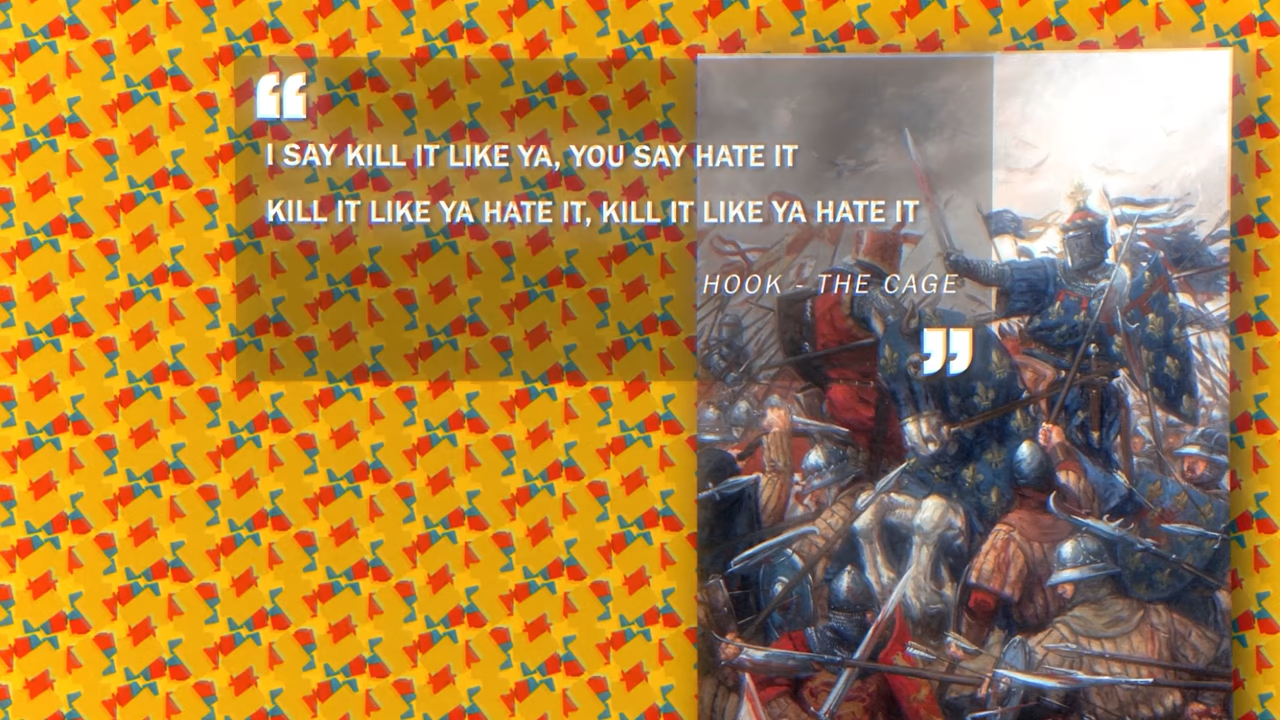 “
I SAY KILL IT LIKE YA, YOU SAY HATE IT
KILL IT LIKE YA HATE IT, KILL IT LIKE YA HATE IT
HOOK - THE CAGE
”